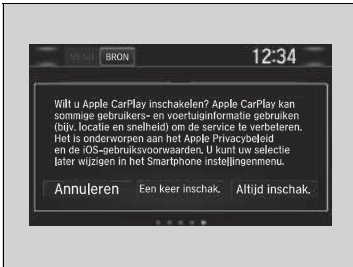 MENU BRON 12:34
Wilt u Apple CarPlay inschakelen? Apple CarPlay kan
sommige gebruikers- en voertuiginformatie gebruiken
(bijv. locatie en snelheid) om de service te verbeteren.
Het is onderworpen aan het Apple Privacybeleid
en de iOS-gebruiksvoorwaarden. U kunt uw selectie
later wijzigen in het Smartphone instellingenmenu.
Annuleren Een keer inschak. Altijd inschak.